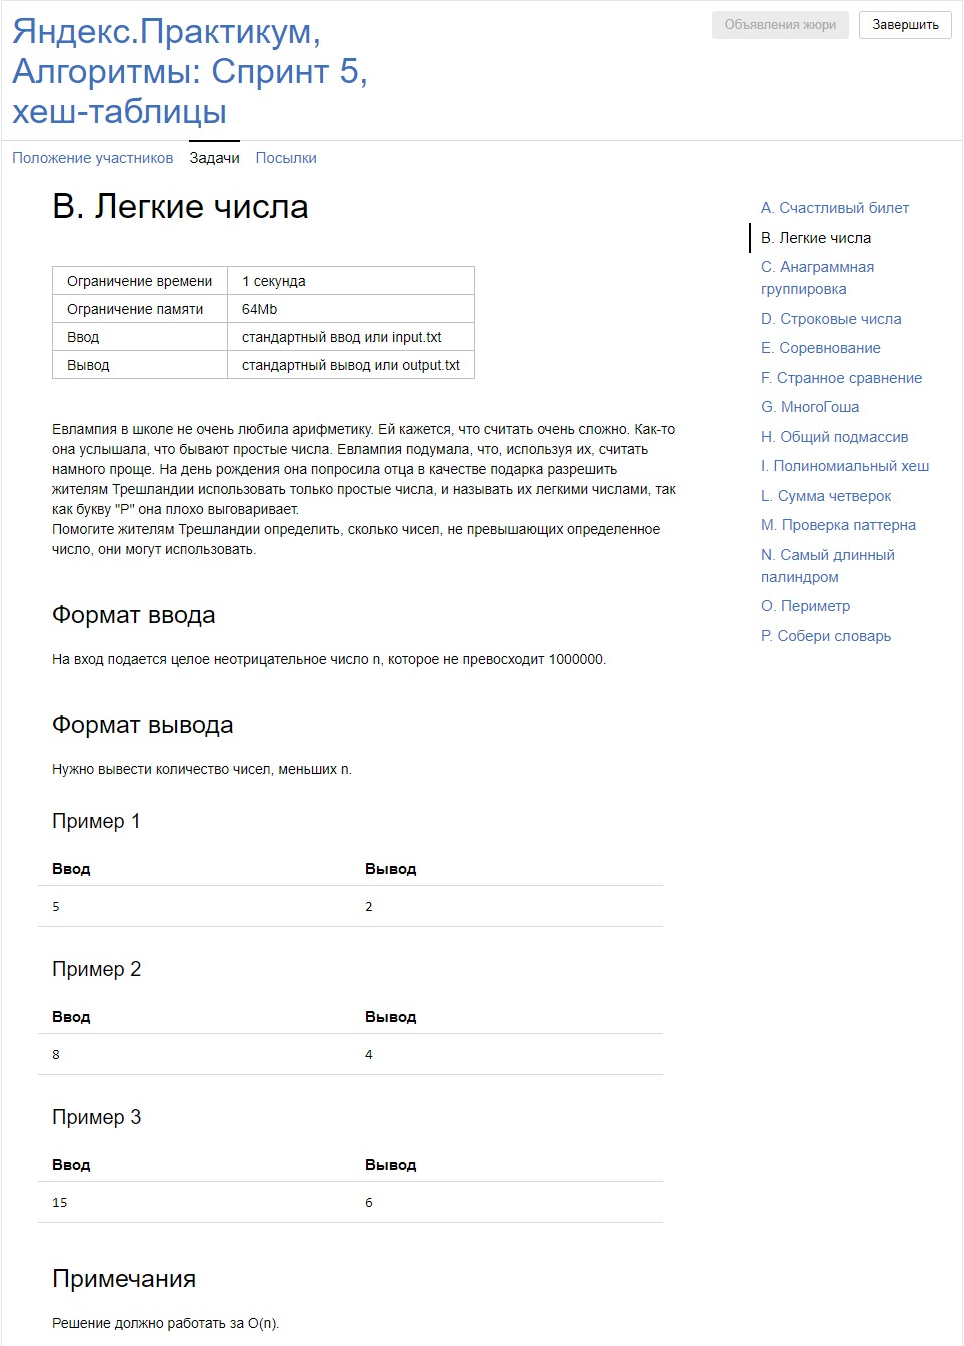 Яндекс.Практикум,
Алгоритмы: Спринт 5,
хеш-таблицы
Объявления жюри
Завершить
Положение участников
Задачи
Посылки
B. Легкие числа
Ограничение времени 1 секунда
Ограничение памяти 64Mb
Ввод стандартный ввод или input.txt
Вывод стандартный вывод или output.txt
Евлампия в школе не очень любила арифметику. Ей кажется, что считать очень сложно. Как-то
она услышала, что бывают простые числа. Евлампия подумала, что, используя их, считать
намного проще. На день рождения она попросила отца в качестве подарка разрешить
жителям Трешландии использовать только простые числа, и называть их легкими числами, так
как букву "Р" она плохо выговаривает.
Помогите жителям Трешландии определить, сколько чисел, не превышающих определенное
число, они могут использовать.
Формат ввода
На вход подается целое неотрицательное число n, которое не превосходит 1000000.
Формат вывода
Нужно вывести количество чисел, меньших n.
Пример 1
Ввод Вывод
5 2
Пример 2
Ввод Вывод
8 4
Пример 3
Ввод Вывод
15 6
Примечания
Решение должно работать за O(n).
A. Счастливый билет
B. Легкие числа
C. Анаграммная
группировка
D. Строковые числа
E. Соревнование
F. Странное сравнение
G. МногоГоша
H. Общий подмассив
I. Полиномиальный хеш
L. Сумма четверок
M. Проверка паттерна
N. Самый длинный
палиндром
O. Периметр
P. Собери словарь